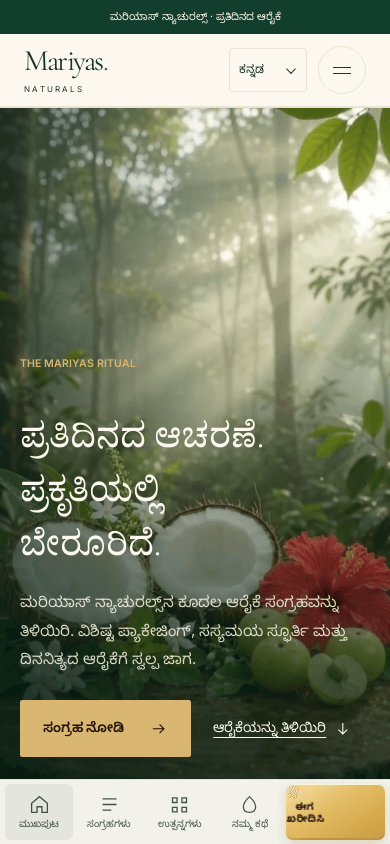 ಮರಿಯಾಸ್ ನ್ಯಾಚುರಲ್ಸ್ · ಪ್ರತಿದಿನದ ಆರೈಕೆ
Mariyas.
NATURALS
ಕನ್ನಡ
THE MARIYAS RITUAL
ಪ್ರತಿದಿನದ ಆಚರಣೆ.
ಪ್ರಕೃತಿಯಲ್ಲಿ
ಬೇರೂರಿದೆ.
ಮರಿಯಾಸ್ ನ್ಯಾಚುರಲ್ಸ್‌ನ ಕೂದಲ ಆರೈಕೆ ಸಂಗ್ರಹವನ್ನು
ತಿಳಿಯಿರಿ. ವಿಶಿಷ್ಟ ಪ್ಯಾಕೇಜಿಂಗ್, ಸಸ್ಯಮಯ ಸ್ಫೂರ್ತಿ ಮತ್ತು
ದಿನನಿತ್ಯದ ಆರೈಕೆಗೆ ಸ್ವಲ್ಪ ಜಾಗ.
ಸಂಗ್ರಹ ನೋಡಿ → ಆರೈಕೆಯನ್ನು ತಿಳಿಯಿರಿ ↓
ಮುಖಪುಟ ಸಂಗ್ರಹಗಳು ಉತ್ಪನ್ನಗಳು ನಮ್ಮ ಕಥೆ
ಈಗ
ಖರೀದಿಸಿ